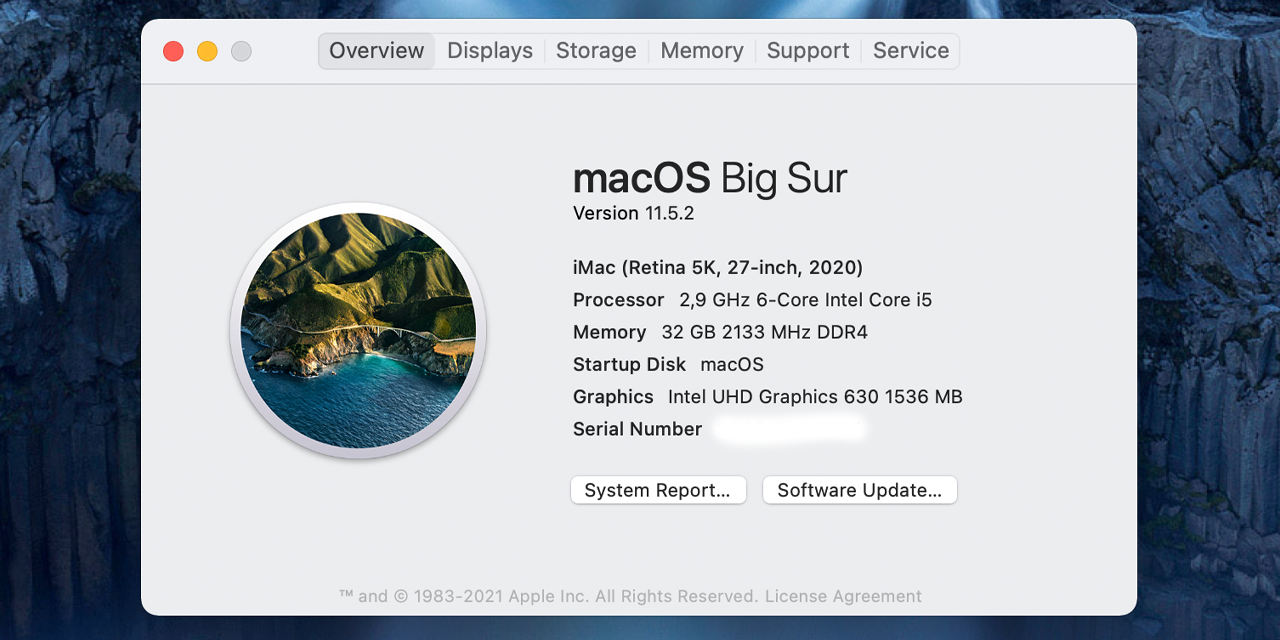 Overview Displays Storage Memory Support Service
macOS Big Sur
Version 11.5.2
iMac (Retina 5K, 27-inch, 2020)
Processor 2,9 GHz 6-Core Intel Core i5
Memory 32 GB 2133 MHz DDR4
Startup Disk macOS
Graphics Intel UHD Graphics 630 1536 MB
Serial Number
System Report... Software Update...
™ and © 1983-2021 Apple Inc. All Rights Reserved. License Agreement